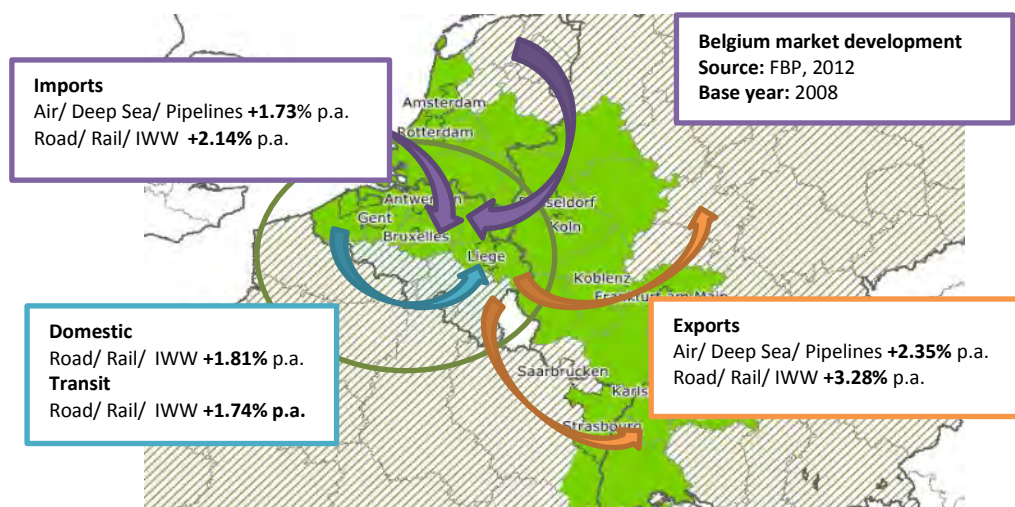 Belgium market development
Source: FBP, 2012
Base year: 2008
Imports
Air/ Deep Sea/ Pipelines +1.73% p.a.
Road/ Rail/ IWW +2.14% p.a.
Amsterdam
Rotterdam
Antwerpen
Gent
Bruxelles
Liege
Koln
Koblenz
Frankfurt am Main
Saarbrucken
Strasbourg
Domestic
Road/ Rail/ IWW +1.81% p.a.
Transit
Road/ Rail/ IWW +1.74% p.a.
Exports
Air/ Deep Sea/ Pipelines +2.35% p.a.
Road/ Rail/ IWW +3.28% p.a.